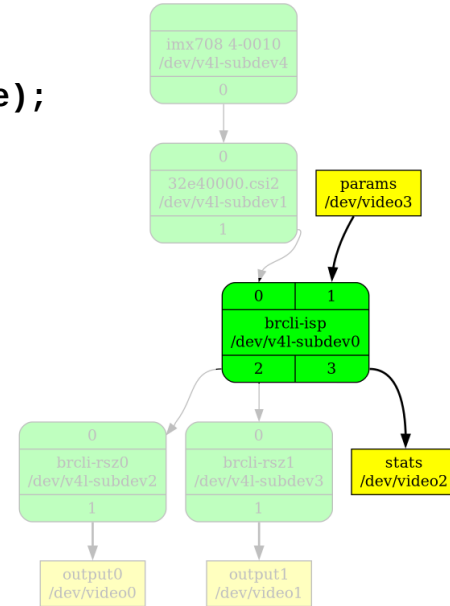 imx708 4-0010
/dev/v4l-subdev4
0
e);
0
32e40000.csi2
/dev/v4l-subdev1
1
params
/dev/video3
0 1
brcli-isp
/dev/v4l-subdev0
2 3
0
brcli-rsz0
/dev/v4l-subdev2
1
0
brcli-rsz1
/dev/v4l-subdev3
1
stats
/dev/video2
output0
/dev/video0
output1
/dev/video1